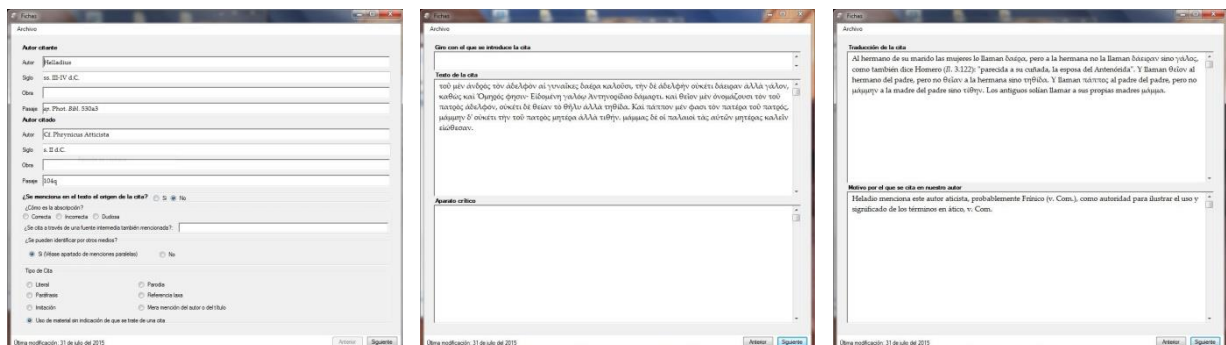 Fichas
Archivo
Autor citante
Autor Helladius
Siglo ss. III-IV d.C.
Obra
Pasaje ap. Phot. Bibl. 530a3
Autor citado
Autor Cf. Phrynicus Atticista
Siglo s. II d.C.
Obra
Pasaje 104q
¿Se menciona en el texto el origen de la cita? Si No
¿Cómo es la adscripción?
Correcta Incorrecta Dudosa
¿Se cita a través de una fuente intermedia también mencionada?:
¿Se pueden identificar por otros medios?
Si (Véase apartado de menciones paralelas) No
Tipo de Cita
Literal Parodia
Paráfrasis Referencia laxa
Imitación Mera mención del autor o del título
Uso de material sin indicación de que se trate de una cita
Última modificación: 31 de julio del 2015 Anterior Siguiente
Fichas
Archivo
Giro con el que se introduce la cita
Texto de la cita
τοῦ μὲν ἀνδρὸς τὸν ἀδελφὸν αἱ γυναῖκες δαέρα καλοῦσι, τὴν δὲ ἀδελφὴν οὐκέτι δάειραν ἀλλὰ γάλον,
καθὼς καὶ Ὅμηρός φησιν· Εἰδομένη γαλόῳ Ἀντηνορίδαο δάμαρτι. καὶ θεῖον μὲν ὀνομάζουσι τὸν τοῦ
πατρὸς ἀδελφόν, οὐκέτι δὲ θείαν τὸ θῆλυ ἀλλὰ τηθίδα. Καὶ πάππον μέν φασι τὸν πατέρα τοῦ πατρός,
μάμμην δ' οὐκέτι τὴν τοῦ πατρὸς μητέρα ἀλλὰ τιθήν. μάμμας δὲ οἱ παλαιοὶ τὰς αὐτῶν μητέρας καλεῖν
εἰώθεσαν.
Aparato crítico
Última modificación: 31 de julio del 2015 Anterior Siguiente
Fichas
Archivo
Traducción de la cita
Al hermano de su marido las mujeres lo llaman δαέρα, pero a la hermana no la llaman δάειραν sino γάλος,
como también dice Homero (Il. 3.122): "parecida a su cuñada, la esposa del Antenórida". Y llaman θεῖον al
hermano del padre, pero no θείαν a la hermana sino τηθίδα. Y llaman πάππος al padre del padre, pero no
μάμμην a la madre del padre sino τίθην. Los antiguos solían llamar a sus propias madres μάμμα.
Motivo por el que se cita en nuestro autor
Heladio menciona este autor aticista, probablemente Frínico (v. Com.), como autoridad para ilustrar el uso y
significado de los términos en ático, v. Com.
Última modificación: 31 de julio del 2015 Anterior Siguiente